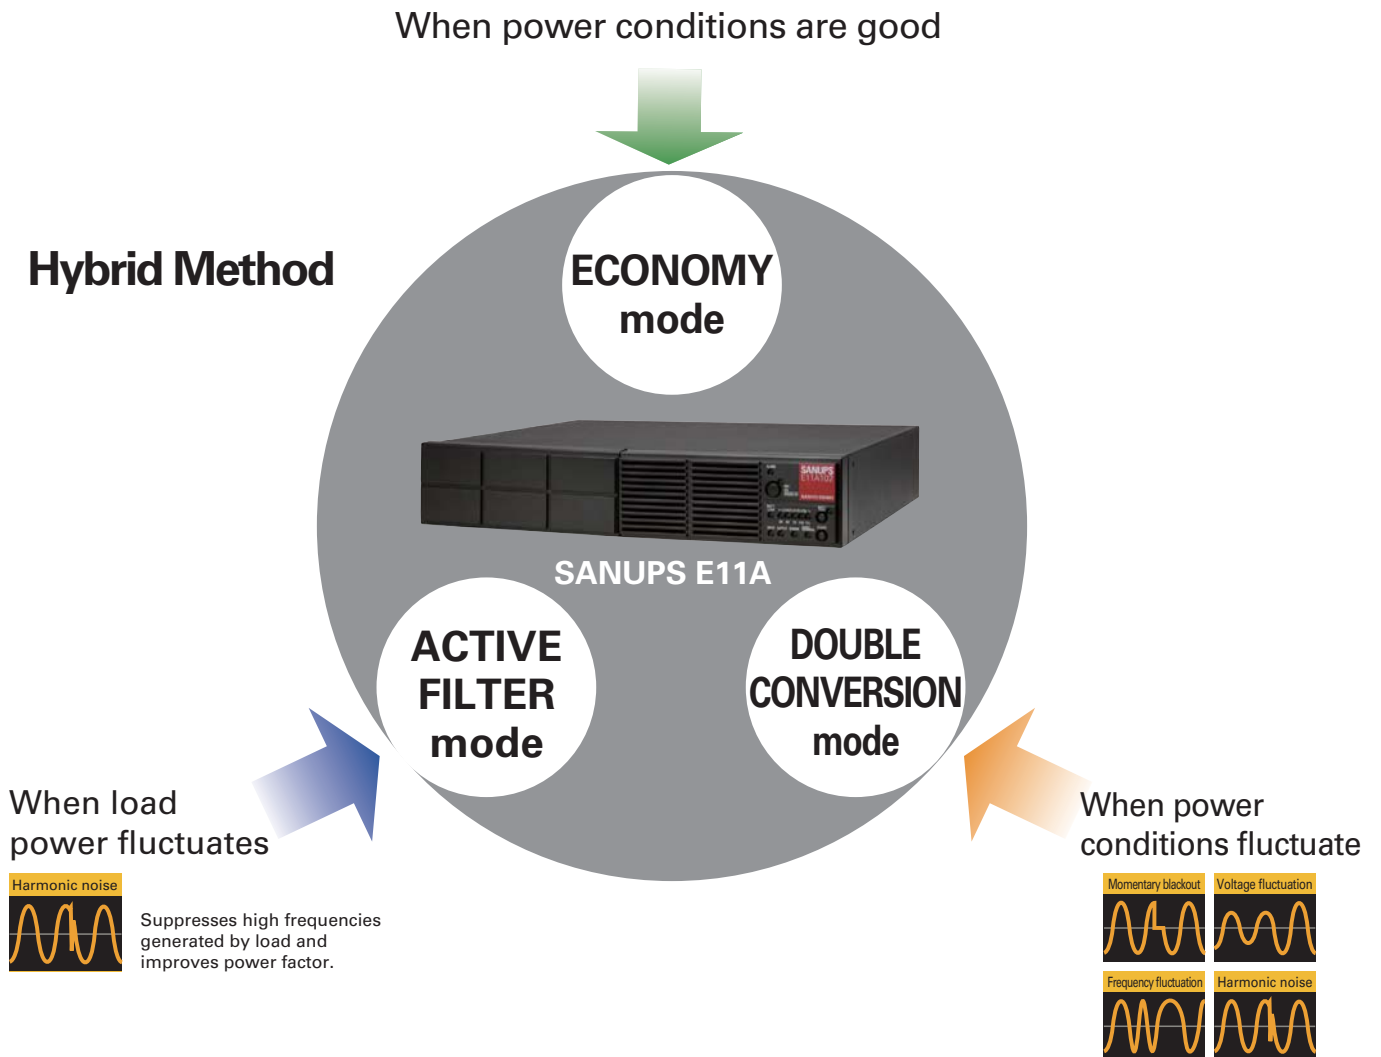 When power conditions are good
Hybrid Method
ECONOMY
mode
SANUPS
E11A102
SANUPS E11A
ACTIVE
FILTER
mode
DOUBLE
CONVERSION
mode
When load
power fluctuates
Harmonic noise
Suppresses high frequencies
generated by load and
improves power factor.
When power
conditions fluctuate
Momentary blackout
Voltage fluctuation
Frequency fluctuation
Harmonic noise